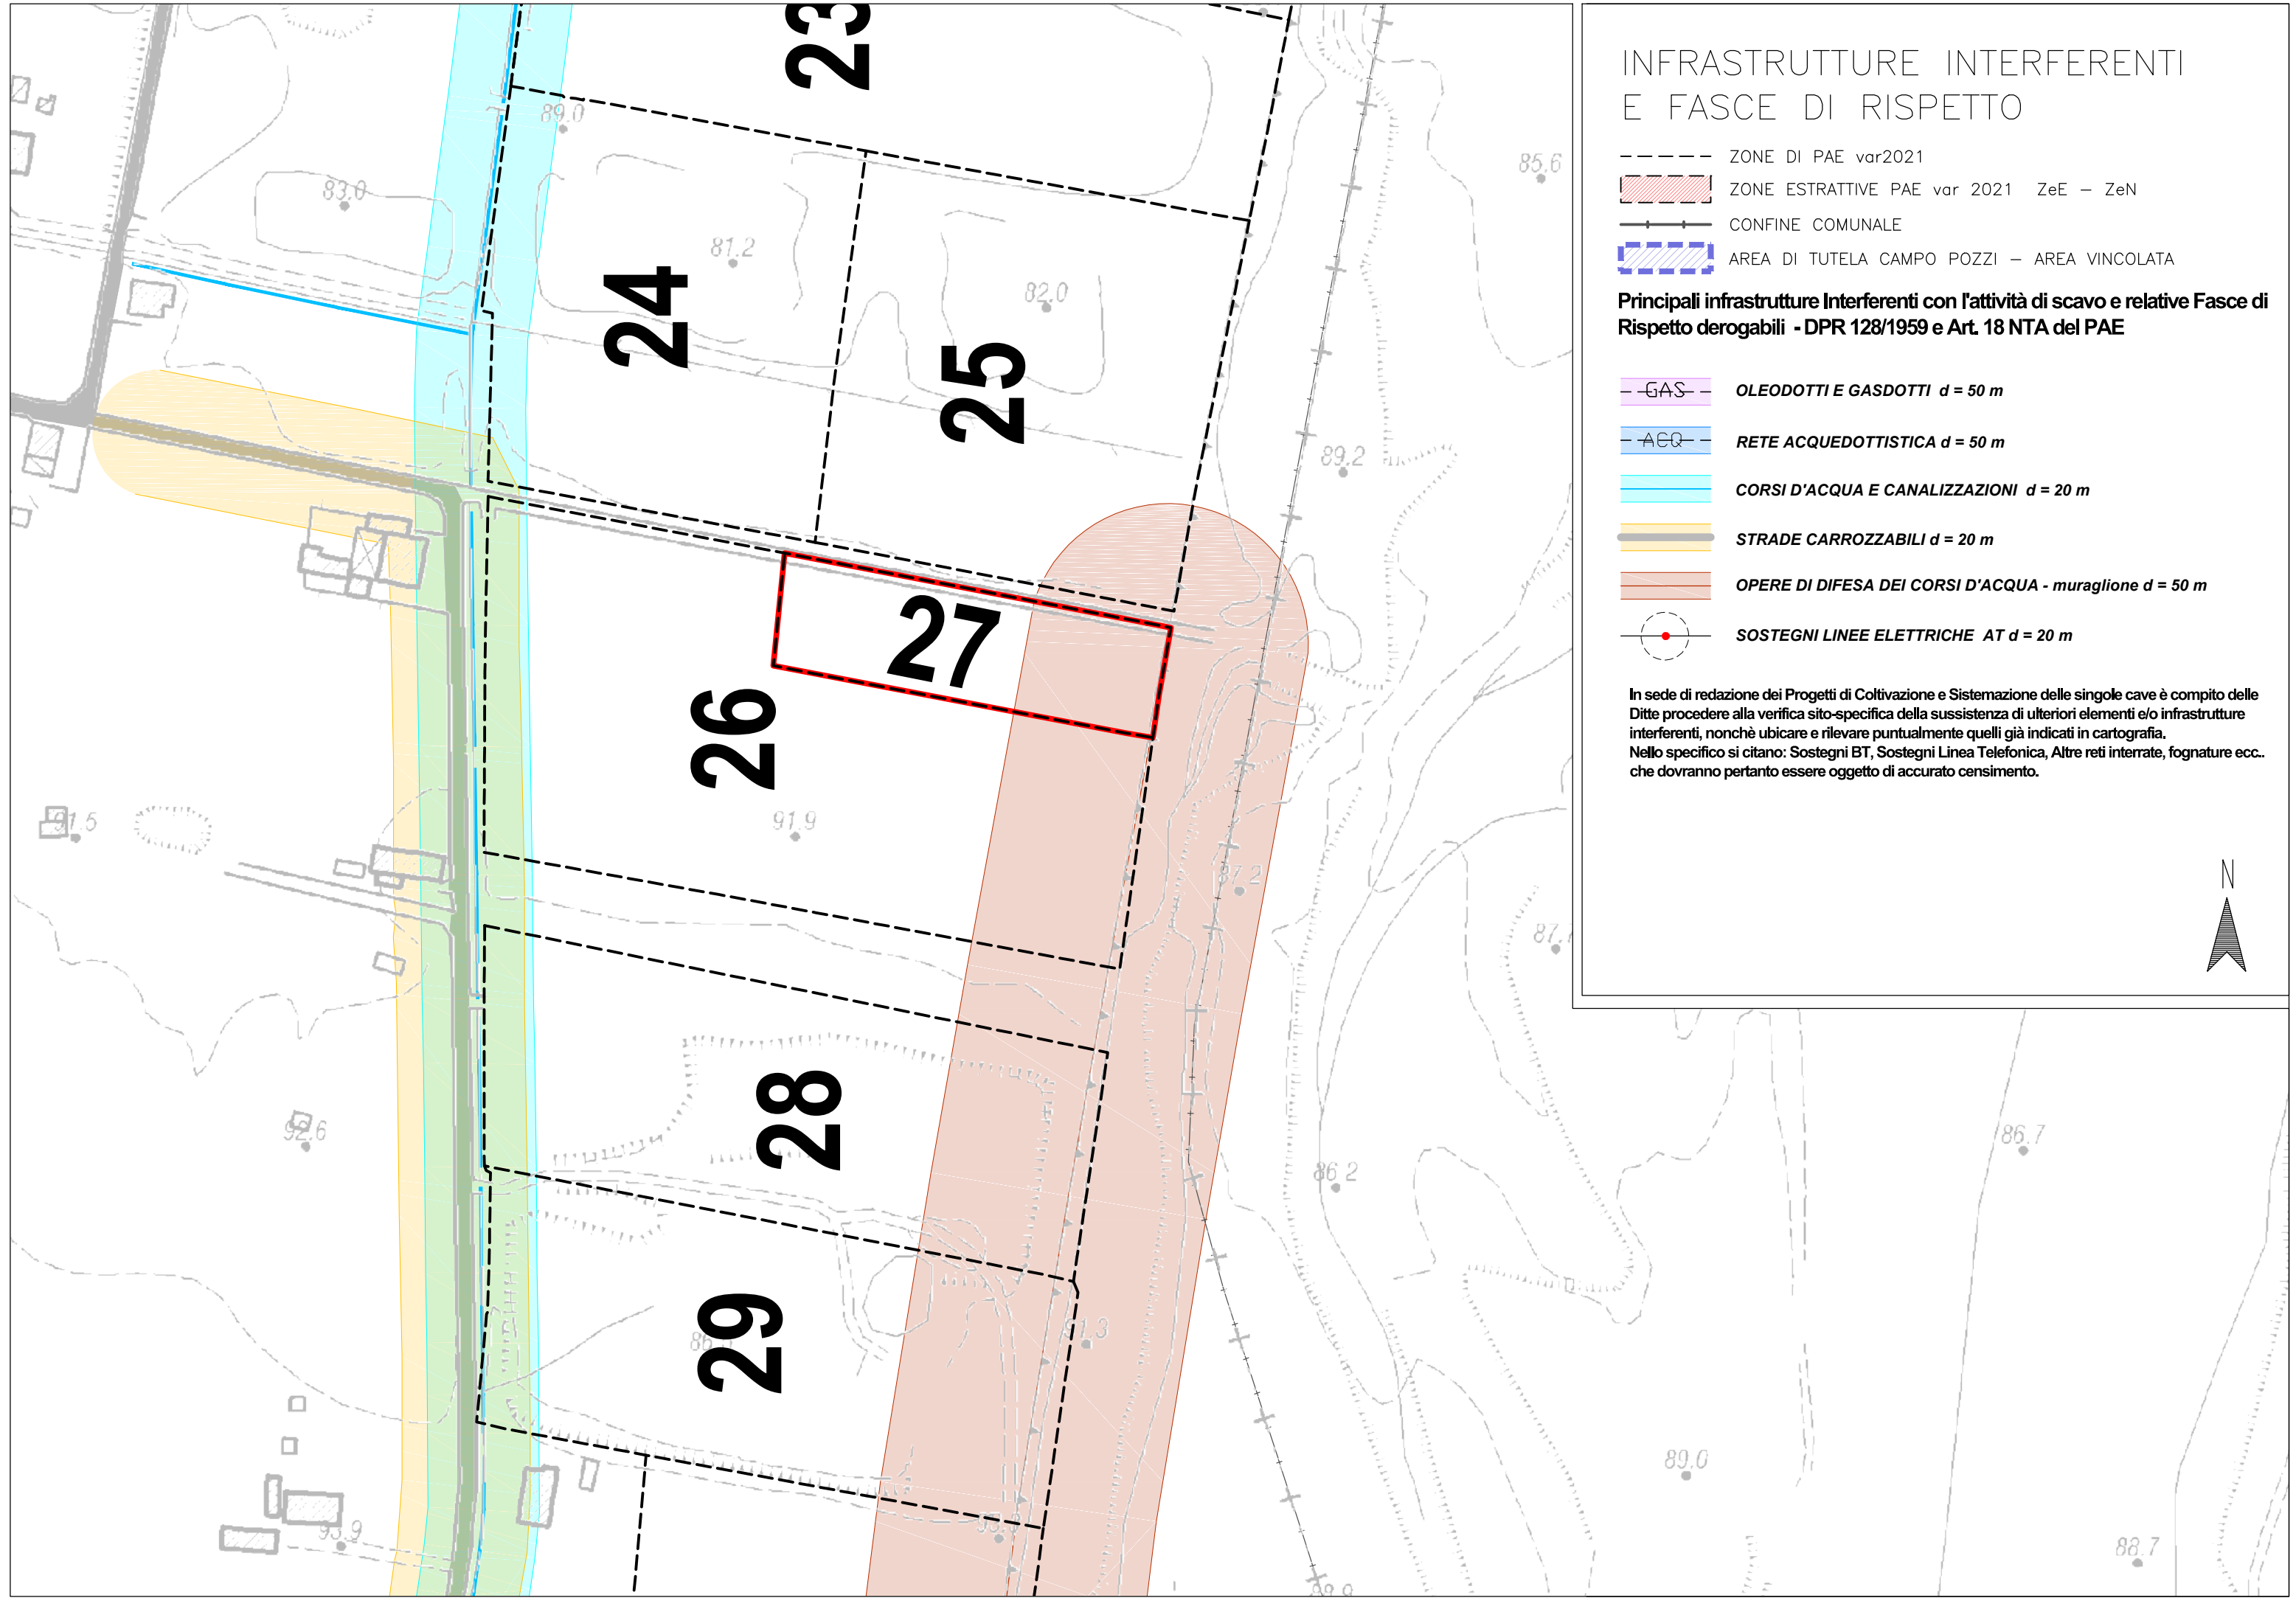 23
89.0
83.0
81.2
24
82.0
25
85.6
89.2
27
26
91.9
91.5
87.2
28
92.6
86.2
86.7
29
91.3
89.0
93.9
88.7
INFRASTRUTTURE INTERFERENTI
E FASCE DI RISPETTO
ZONE DI PAE var2021
ZONE ESTRATTIVE PAE var 2021 ZeE – ZeN
CONFINE COMUNALE
AREA DI TUTELA CAMPO POZZI – AREA VINCOLATA
Principali infrastrutture Interferenti con l'attività di scavo e relative Fasce di
Rispetto derogabili - DPR 128/1959 e Art. 18 NTA del PAE
GAS OLEODOTTI E GASDOTTI d = 50 m
ACQ RETE ACQUEDOTTISTICA d = 50 m
CORSI D'ACQUA E CANALIZZAZIONI d = 20 m
STRADE CARROZZABILI d = 20 m
OPERE DI DIFESA DEI CORSI D'ACQUA - muraglione d = 50 m
SOSTEGNI LINEE ELETTRICHE AT d = 20 m
In sede di redazione dei Progetti di Coltivazione e Sistemazione delle singole cave è compito delle
Ditte procedere alla verifica sito-specifica della sussistenza di ulteriori elementi e/o infrastrutture
interferenti, nonchè ubicare e rilevare puntualmente quelli già indicati in cartografia.
Nello specifico si citano: Sostegni BT, Sostegni Linea Telefonica, Altre reti interrate, fognature ecc..
che dovranno pertanto essere oggetto di accurato censimento.
N